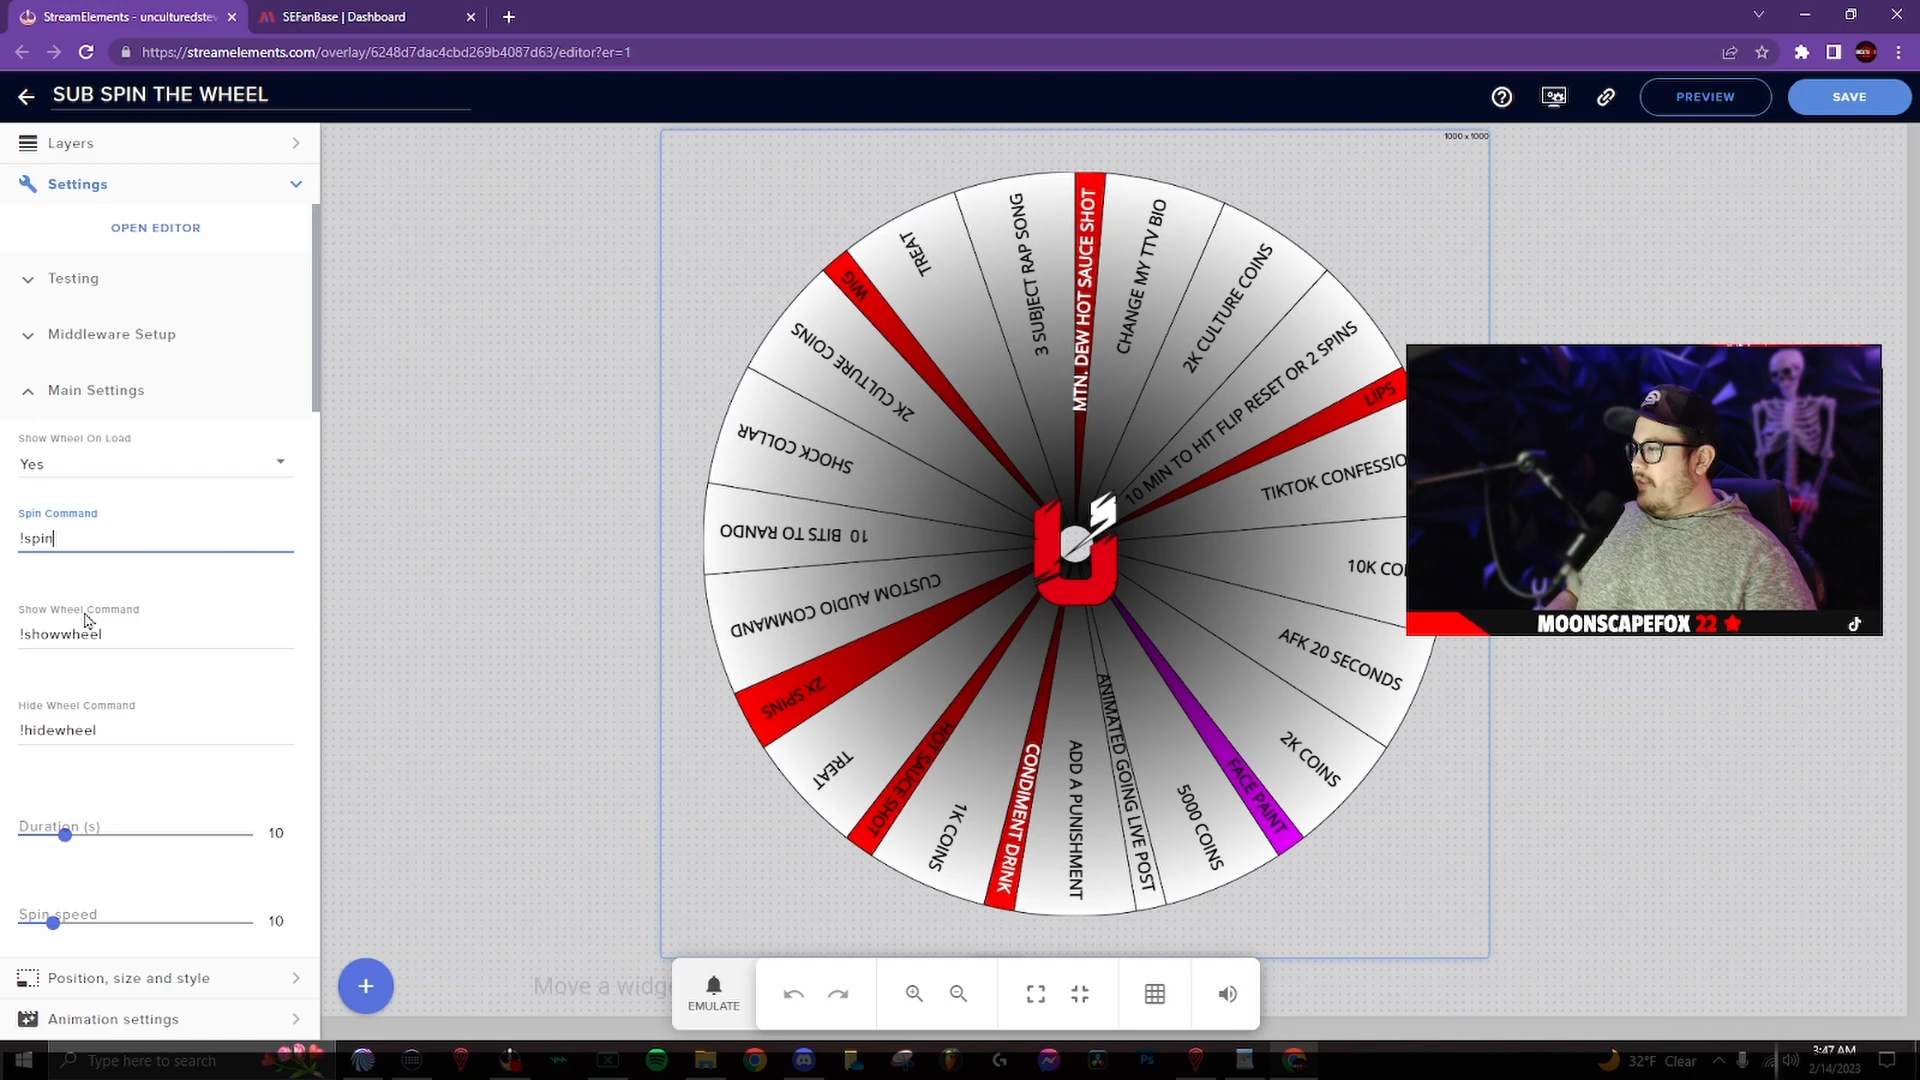 StreamElements - unculturedstev
SEFanBase | Dashboard
https://streamelements.com/overlay/6248d7dac4cbd269b4087d63/editor?er=1
SUB SPIN THE WHEEL
PREVIEW
SAVE
Layers
Settings
OPEN EDITOR
Testing
Middleware Setup
Main Settings
Show Wheel On Load
Yes
Spin Command
!spin
Show Wheel Command
!showwheel
Hide Wheel Command
!hidewheel
Duration (s)
10
Spin speed
10
Position, size and style
Animation settings
1000 x 1000
MTN. DEW HOT SAUCE SHOT
CHANGE MY TTV BIO
2K CULTURE COINS
10 MIN TO HIT FLIP RESET OR 2 SPINS
LIPS
TIKTOK CONFESSIO
10K CO
AFK 20 SECONDS
2K COINS
FACE PAINT
5000 COINS
ANIMATED GOING LIVE POST
ADD A PUNISHMENT
CONDIMENT DRINK
1K COINS
HOT SAUCE SHOT
TREAT
2X SPINS
CUSTOM AUDIO COMMAND
10 BITS TO RANDO
SHOCK COLLAR
2K CULTURE COINS
WIG
TREAT
3 SUBJECT RAP SONG
MOONSCAPEFOX 22
Move a widge
EMULATE
Type here to search
Ps
32°F Clear
3:47 AM
2/14/2023